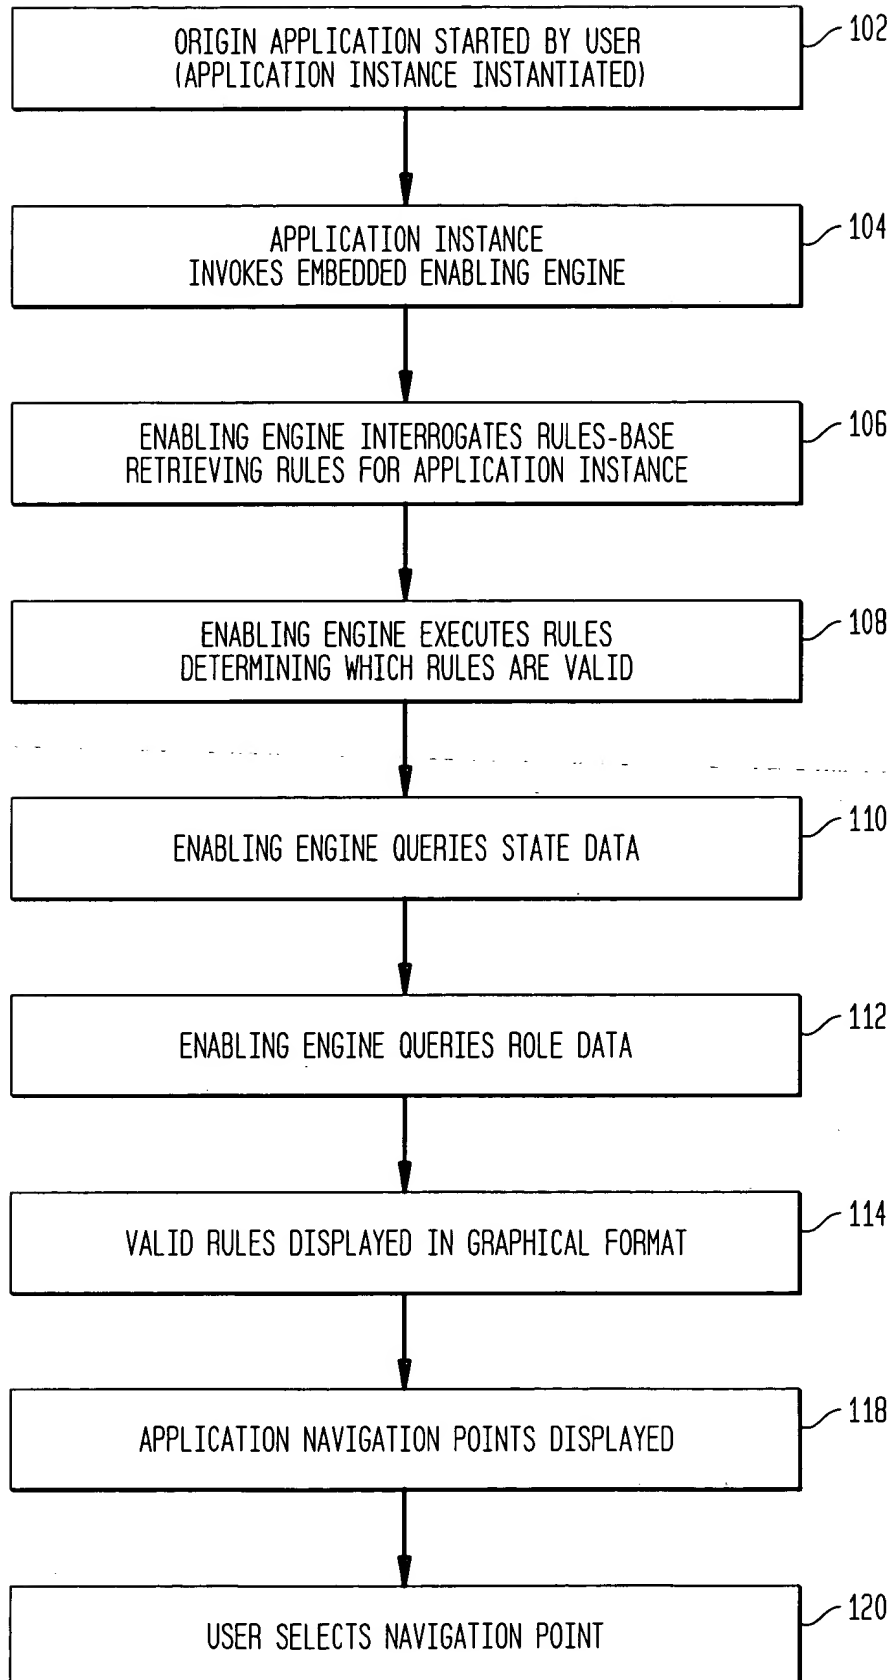 ORIGIN APPLICATION STARTED BY USER
(APPLICATION INSTANCE INSTANTIATED)
102
APPLICATION INSTANCE
INVOKES EMBEDDED ENABLING ENGINE
104
ENABLING ENGINE INTERROGATES RULES-BASE
RETRIEVING RULES FOR APPLICATION INSTANCE
106
ENABLING ENGINE EXECUTES RULES
DETERMINING WHICH RULES ARE VALID
108
ENABLING ENGINE QUERIES STATE DATA
110
ENABLING ENGINE QUERIES ROLE DATA
112
VALID RULES DISPLAYED IN GRAPHICAL FORMAT
114
APPLICATION NAVIGATION POINTS DISPLAYED
118
USER SELECTS NAVIGATION POINT
120